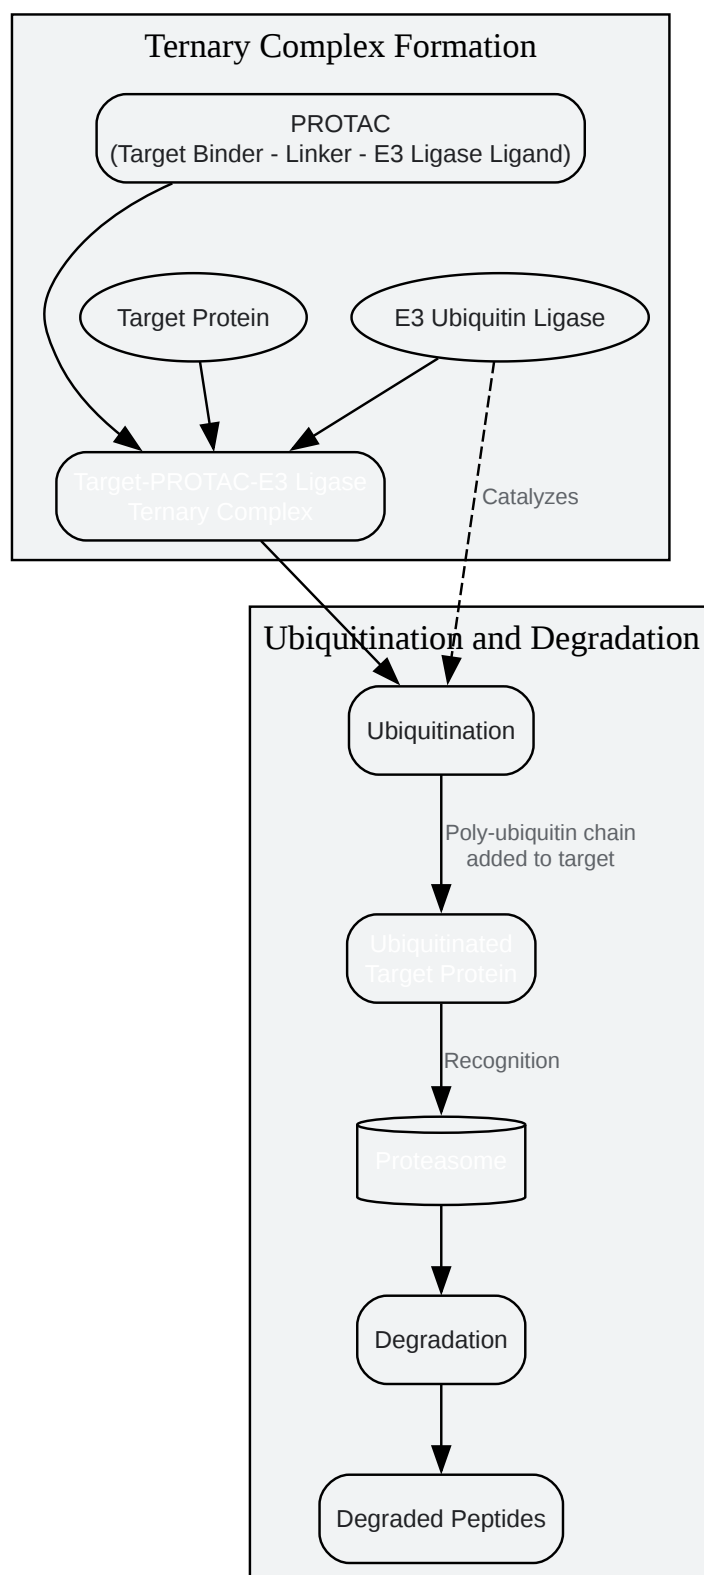 Ternary Complex Formation
PROTAC
(Target Binder - Linker - E3 Ligase Ligand)
Target Protein
E3 Ubiquitin Ligase
Target-PROTAC-E3 Ligase
Ternary Complex
Catalyzes
Ubiquitination and Degradation
Ubiquitination
Poly-ubiquitin chain
added to target
Ubiquitinated
Target Protein
Recognition
Proteasome
Degradation
Degraded Peptides